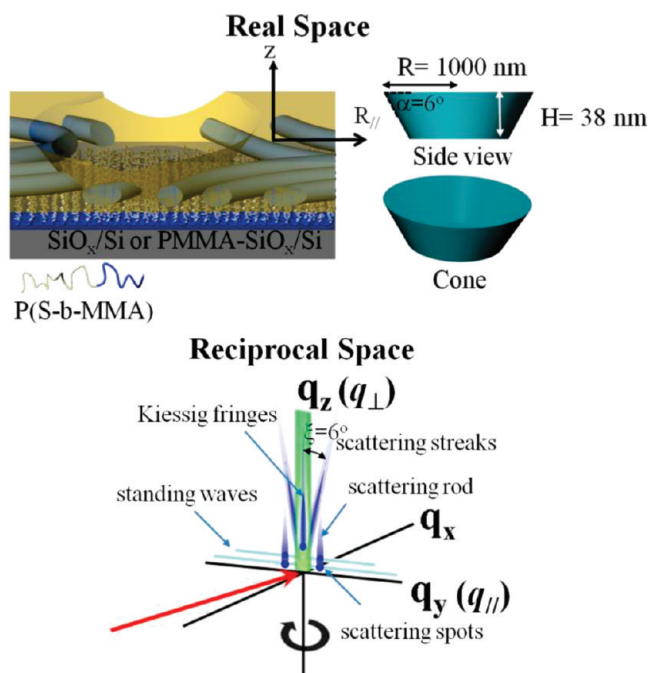 Real Space
z
R= 1000 nm
α=6°
R//
H= 38 nm
Side view
SiOx/Si or PMMA-SiOx/Si
Cone
P(S-b-MMA)
Reciprocal Space
qz (q⊥)
Kiessig fringes
ξ=6°
scattering streaks
standing waves
scattering rod
qx
qy (q//)
scattering spots